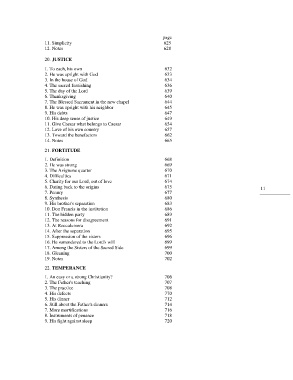 page
11. Simplicity 625
12. Notes 628
20. JUSTICE
1. To each, his own 632
2. He was upright with God 633
3. In the house of God 634
4. The sacred furnishing 636
5. The day of the Lord 639
6. Thanksgiving 640
7. The Blessed Sacrament in the new chapel 644
8. He was upright with his neighbor 645
9. His debts 647
10. His deep sense of justice 649
11. Give Caesar what belongs to Caesar 654
12. Love of his own country 657
13. Toward the benefactors 662
14. Notes 665
21. FORTITUDE
1. Definition 668
2. He was strong 669
3. The Avignone quarter 670
4. Difficulties 671
5. Charity for our Lord, out of love 674
6. Dating back to the origins 675
7. Penury 677
8. Synthesis 680
9. His brother's separation 683
10. Don Francis in the institution 686
11. The hidden party 689
12. The reasons for disagreement 691
13. At Roccalumera 692
14. After the separation 695
15. Suppression of the sisters 696
16. He surrendered to the Lord's will 699
17. Among the Sisters of the Sacred Side 699
18. Gleaning 700
19. Notes 702
22. TEMPERANCE
1. An easy or a strong Christianity? 706
2. The Father's teaching 707
3. The practice 708
4. His defects 710
5. His dinner 712
6. Still about the Father's dinners 714
7. More mortifications 716
8. Instruments of penance 718
9. His fight against sleep 720
11